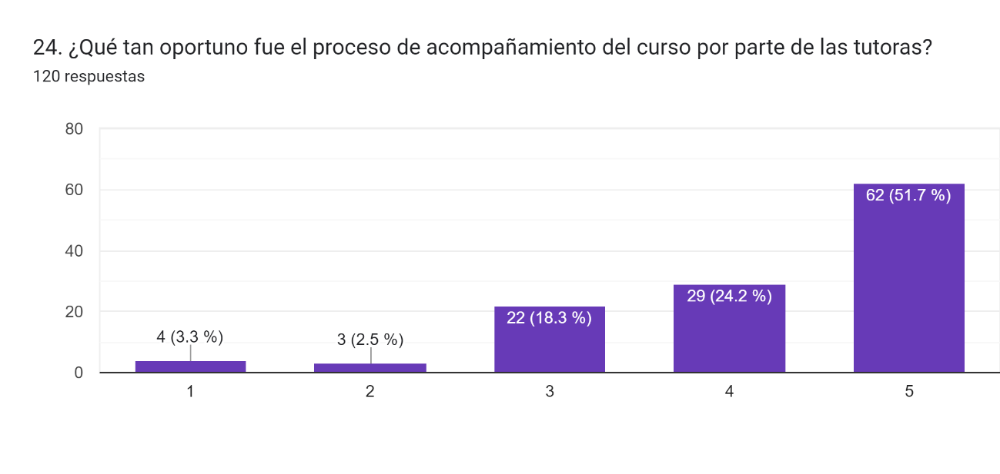 24. ¿Qué tan oportuno fue el proceso de acompañamiento del curso por parte de las tutoras?
120 respuestas
80
60
40
20
0
4 (3.3 %)
3 (2.5 %)
22 (18.3 %)
29 (24.2 %)
62 (51.7 %)
1 2 3 4 5